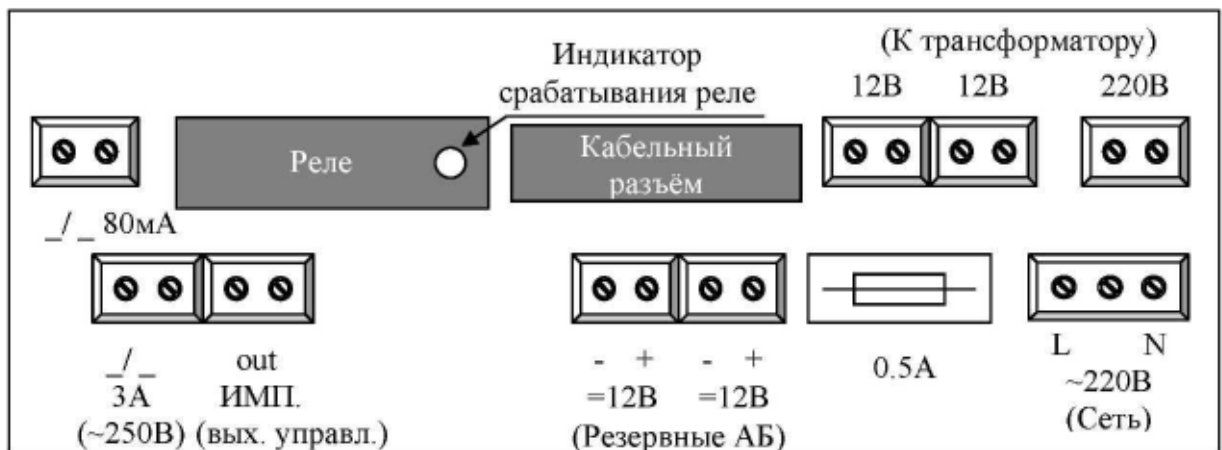 (К трансформатору)
Индикатор
срабатывания реле
12В 12В 220В
Реле
Кабельный
разъём
_/_ 80мА
_/_ out
3А ИМП.
(~250В) (вых. управл.)
- + - +
=12В =12В
(Резервные АБ)
0.5А
L N
~220В
(Сеть)